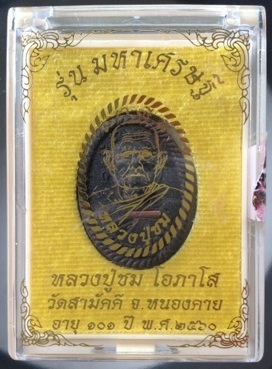 รุ่น มหาเศรษฐี
หลวงปู่ชม
หลวงปู่ชม โอภาโส
วัดสามัคคี จ.หนองคาย
อายุ ๑๐๑ ปี พ.ศ.๒๕๖๐